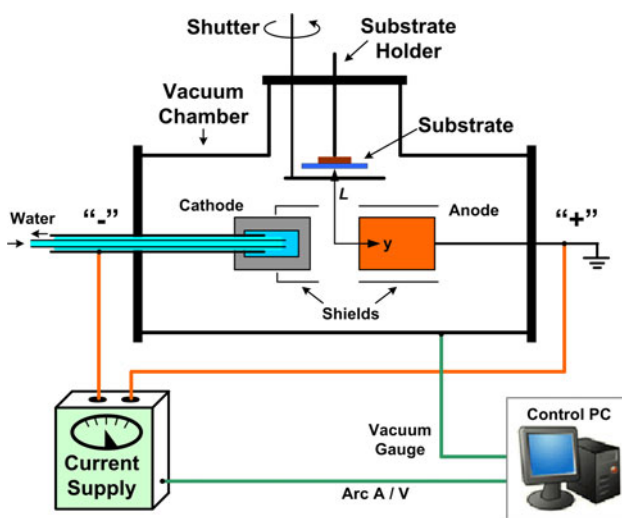 Shutter
Substrate
Holder
Vacuum
Chamber
Substrate
L
Water
“-”
Cathode
Anode
“+”
y
Shields
Control PC
Vacuum
Gauge
Current
Supply
Arc A / V